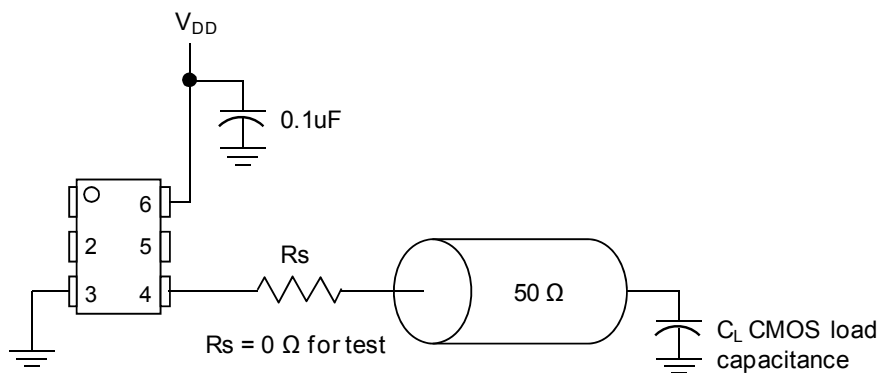 VDD
0.1uF
6
2
5
3
4
Rs
Rs = 0 Ω for test
50 Ω
CL CMOS load
capacitance